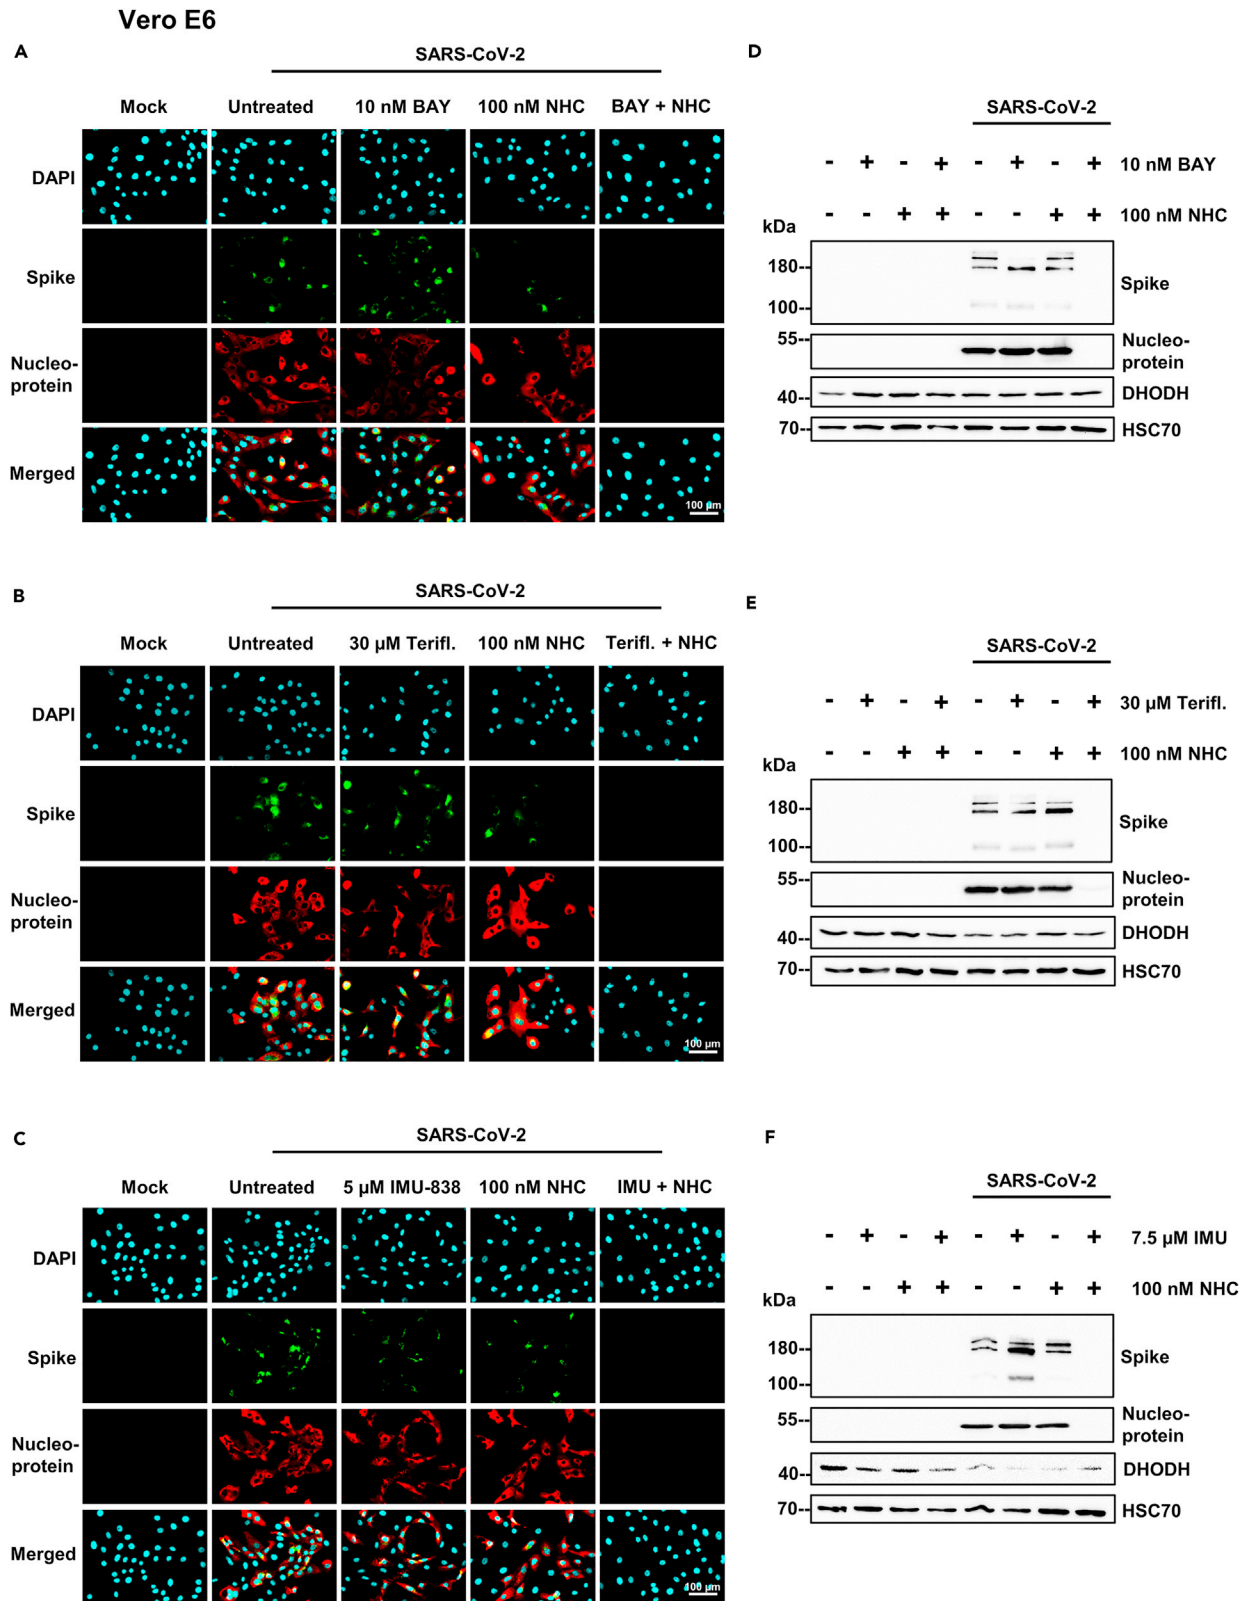 Vero E6
A
SARS-CoV-2
Mock Untreated 10 nM BAY 100 nM NHC BAY + NHC
DAPI
Spike
Nucleo-
protein
Merged
100 µm
B
SARS-CoV-2
Mock Untreated 30 µM Terifl. 100 nM NHC Terifl. + NHC
DAPI
Spike
Nucleo-
protein
Merged
100 µm
C
SARS-CoV-2
Mock Untreated 5 µM IMU-838 100 nM NHC IMU + NHC
DAPI
Spike
Nucleo-
protein
Merged
100 µm
D
SARS-CoV-2
- + - + - + - + 10 nM BAY
- - + + - - + + 100 nM NHC
kDa
180--
Spike
100--
55--
Nucleo-
protein
40--
DHODH
70--
HSC70
E
SARS-CoV-2
- + - + - + - + 30 µM Terifl.
- - + + - - + + 100 nM NHC
kDa
180--
Spike
100--
55--
Nucleo-
protein
40--
DHODH
70--
HSC70
F
SARS-CoV-2
- + - + - + - + 7.5 µM IMU
- - + + - - + + 100 nM NHC
kDa
180--
Spike
100--
55--
Nucleo-
protein
40--
DHODH
70--
HSC70